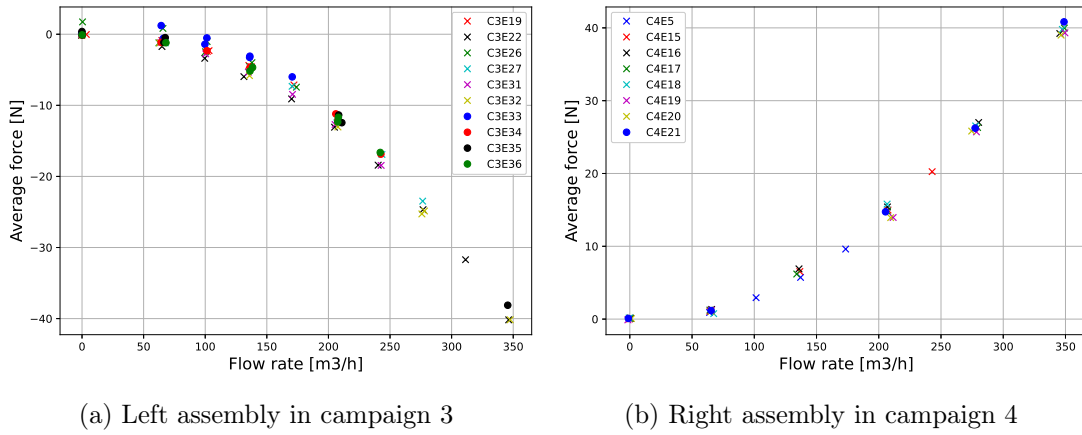 0
−10
−20
−30
−40
Average force [N]
0
50
100
150
200
250
300
350
Flow rate [m3/h]
C3E19
C3E22
C3E26
C3E27
C3E31
C3E32
C3E33
C3E34
C3E35
C3E36
(a) Left assembly in campaign 3
40
30
20
10
0
Average force [N]
0
50
100
150
200
250
300
350
Flow rate [m3/h]
C4E5
C4E15
C4E16
C4E17
C4E18
C4E19
C4E20
C4E21
(b) Right assembly in campaign 4